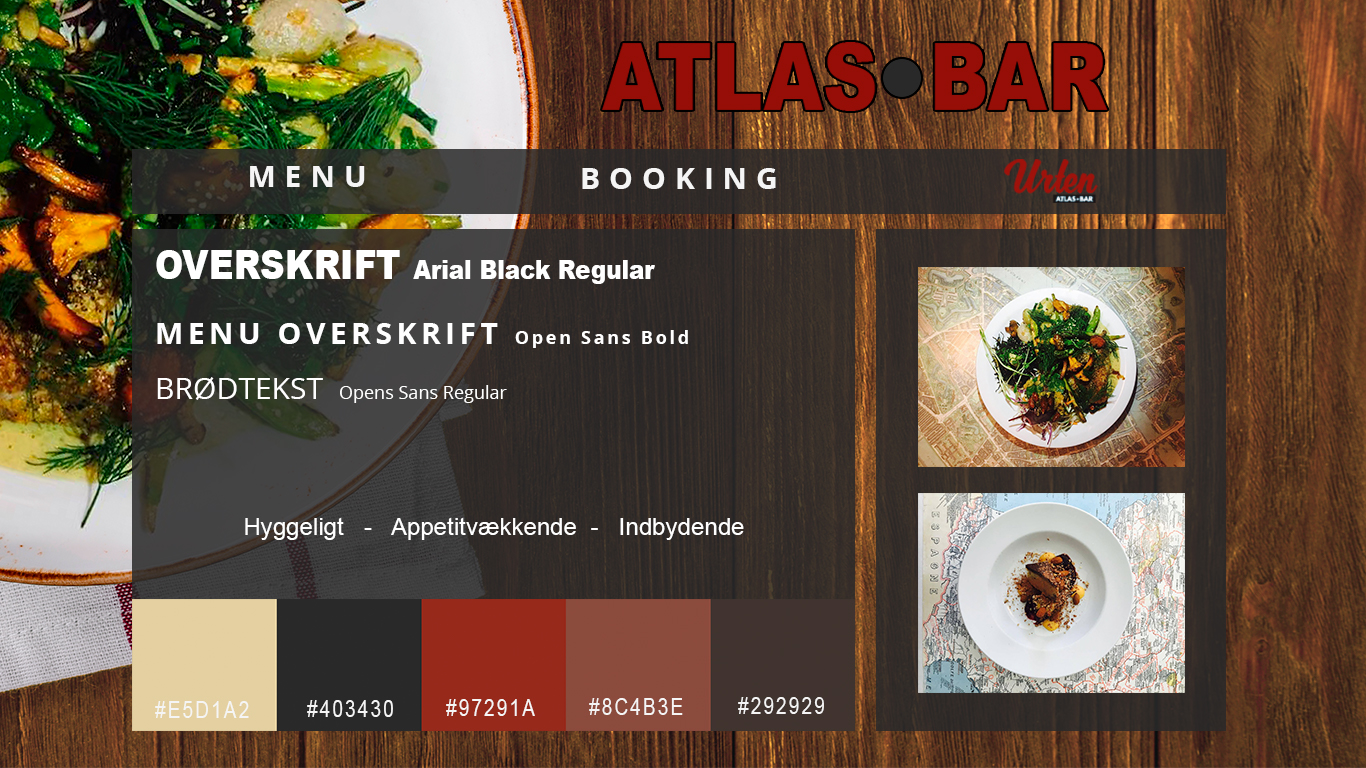 ATLAS•BAR
MENU BOOKING Urten
ATLAS•BAR
OVERSKRIFT Arial Black Regular
MENU OVERSKRIFT Open Sans Bold
BRØDTEKST Opens Sans Regular
Hyggeligt - Appetitvækkende - Indbydende
#E5D1A2 #403430 #97291A #8C4B3E #292929
ESPAGNE